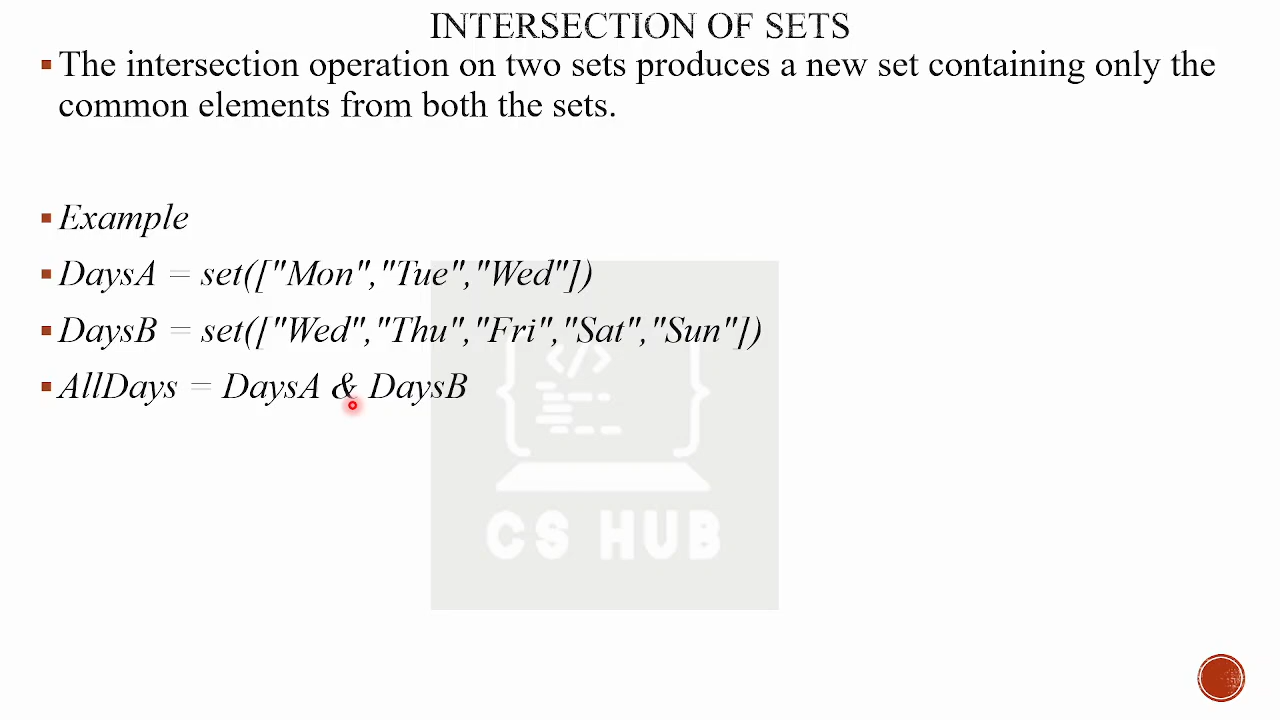 INTERSECTION OF SETS
The intersection operation on two sets produces a new set containing only the
common elements from both the sets.
Example
DaysA = set(["Mon","Tue","Wed"])
DaysB = set(["Wed","Thu","Fri","Sat","Sun"])
AllDays = DaysA & DaysB
</>
CS HUB